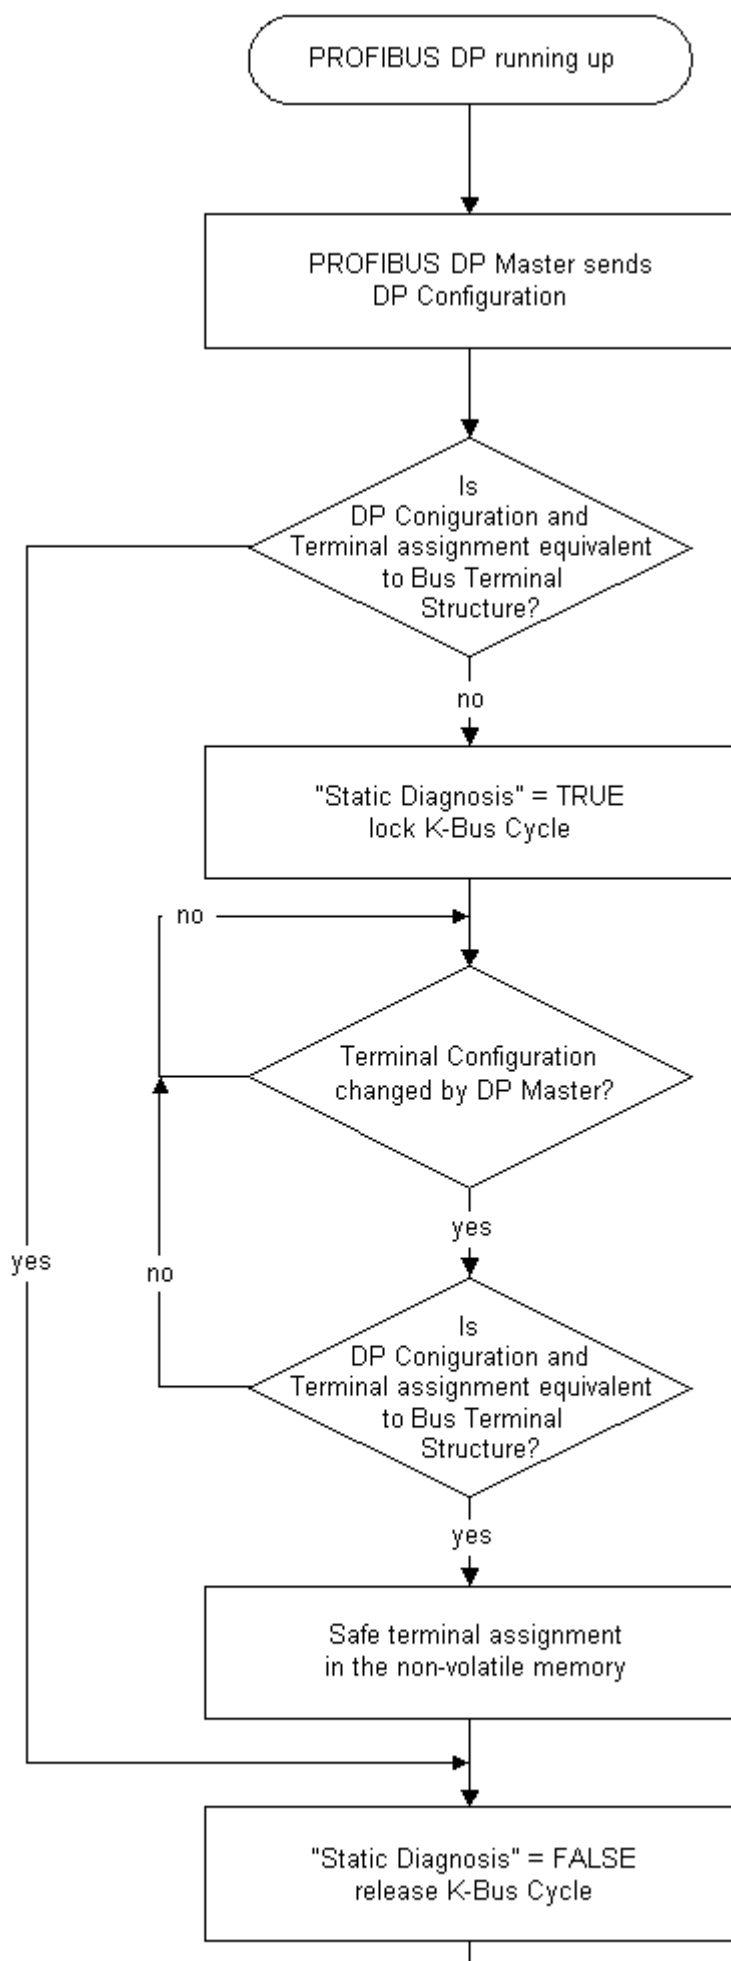 PROFIBUS DP running up
PROFIBUS DP Master sends
DP Configuration
Is
DP Coniguration and
Terminal assignment equivalent
to Bus Terminal
Structure?
no
"Static Diagnosis" = TRUE
lock K-Bus Cycle
no
Terminal Configuration
changed by DP Master?
yes
yes
no
Is
DP Coniguration and
Terminal assignment equivalent
to Bus Terminal
Structure?
yes
Safe terminal assignment
in the non-volatile memory
"Static Diagnosis" = FALSE
release K-Bus Cycle